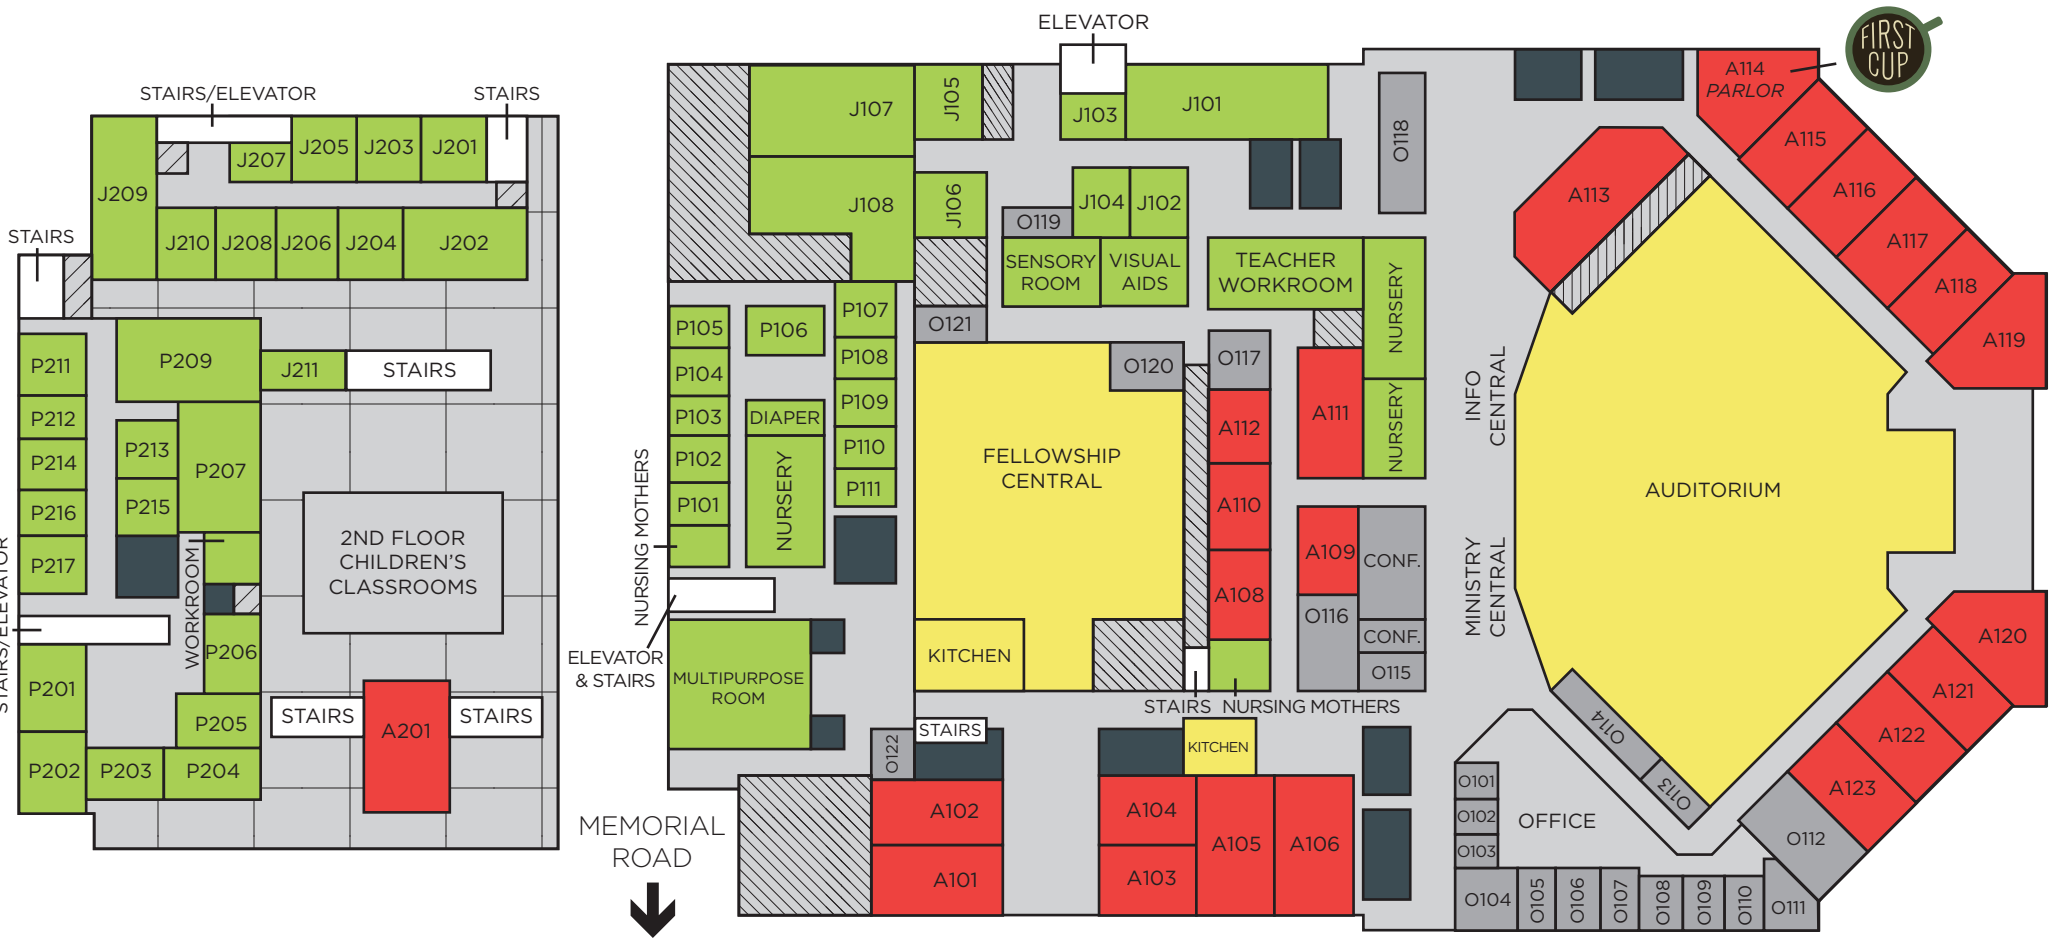 STAIRS/ELEVATOR
STAIRS
J209
J207
J205
J203
J201
J210
J208
J206
J204
J202
STAIRS
P211
P212
P214
P216
P217
P209
J211
STAIRS
P213
P215
P207
2ND FLOOR
CHILDREN'S
CLASSROOMS
WORKROOM
STAIRS/ELEVATOR
P206
P201
P205
P202
P203
P204
STAIRS
A201
STAIRS
ELEVATOR
J107
J105
J103
J101
O118
J108
J106
O119
J104
J102
SENSORY
ROOM
VISUAL
AIDS
TEACHER
WORKROOM
NURSERY
NURSERY
P105
P104
P103
P102
P101
P106
DIAPER
NURSERY
P107
P108
P109
P110
P111
O121
O120
FELLOWSHIP
CENTRAL
KITCHEN
O117
A112
A110
A108
A111
A109
O116
CONF.
CONF.
O115
NURSING MOTHERS
ELEVATOR
& STAIRS
MULTIPURPOSE
ROOM
STAIRS
NURSING MOTHERS
O122
STAIRS
KITCHEN
A102
A101
A104
A103
A105
A106
MEMORIAL
ROAD
FIRST
CUP
A114
PARLOR
A115
A116
A117
A118
A119
A113
INFO
CENTRAL
MINISTRY
CENTRAL
AUDITORIUM
A120
A121
A122
A123
O114
O113
O112
O101
O102
O103
OFFICE
O104
O105
O106
O107
O108
O109
O110
O111